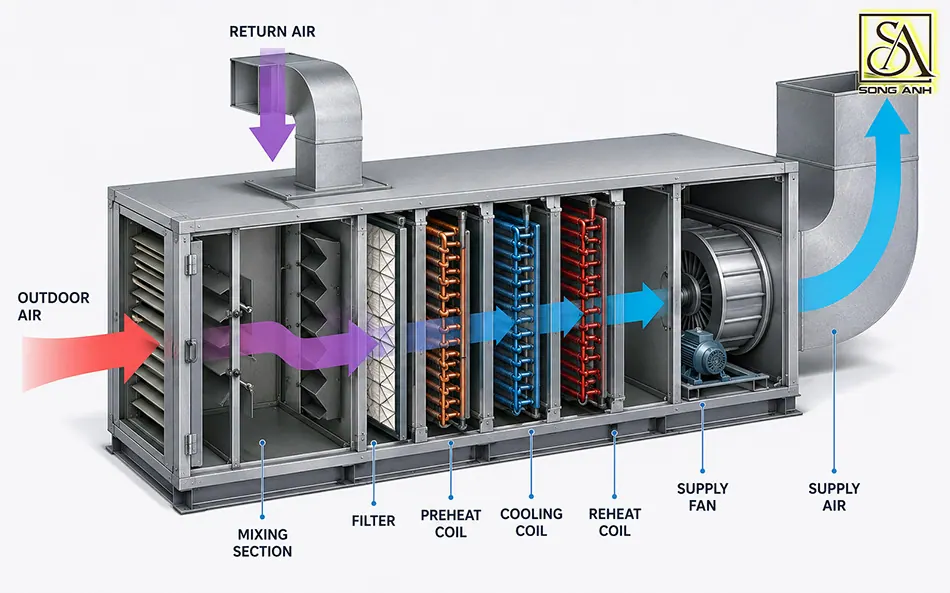 RETURN AIR
SA
SONG ANH
OUTDOOR
AIR
MIXING
SECTION
FILTER
PREHEAT
COIL
COOLING
COIL
REHEAT
COIL
SUPPLY
FAN
SUPPLY
AIR